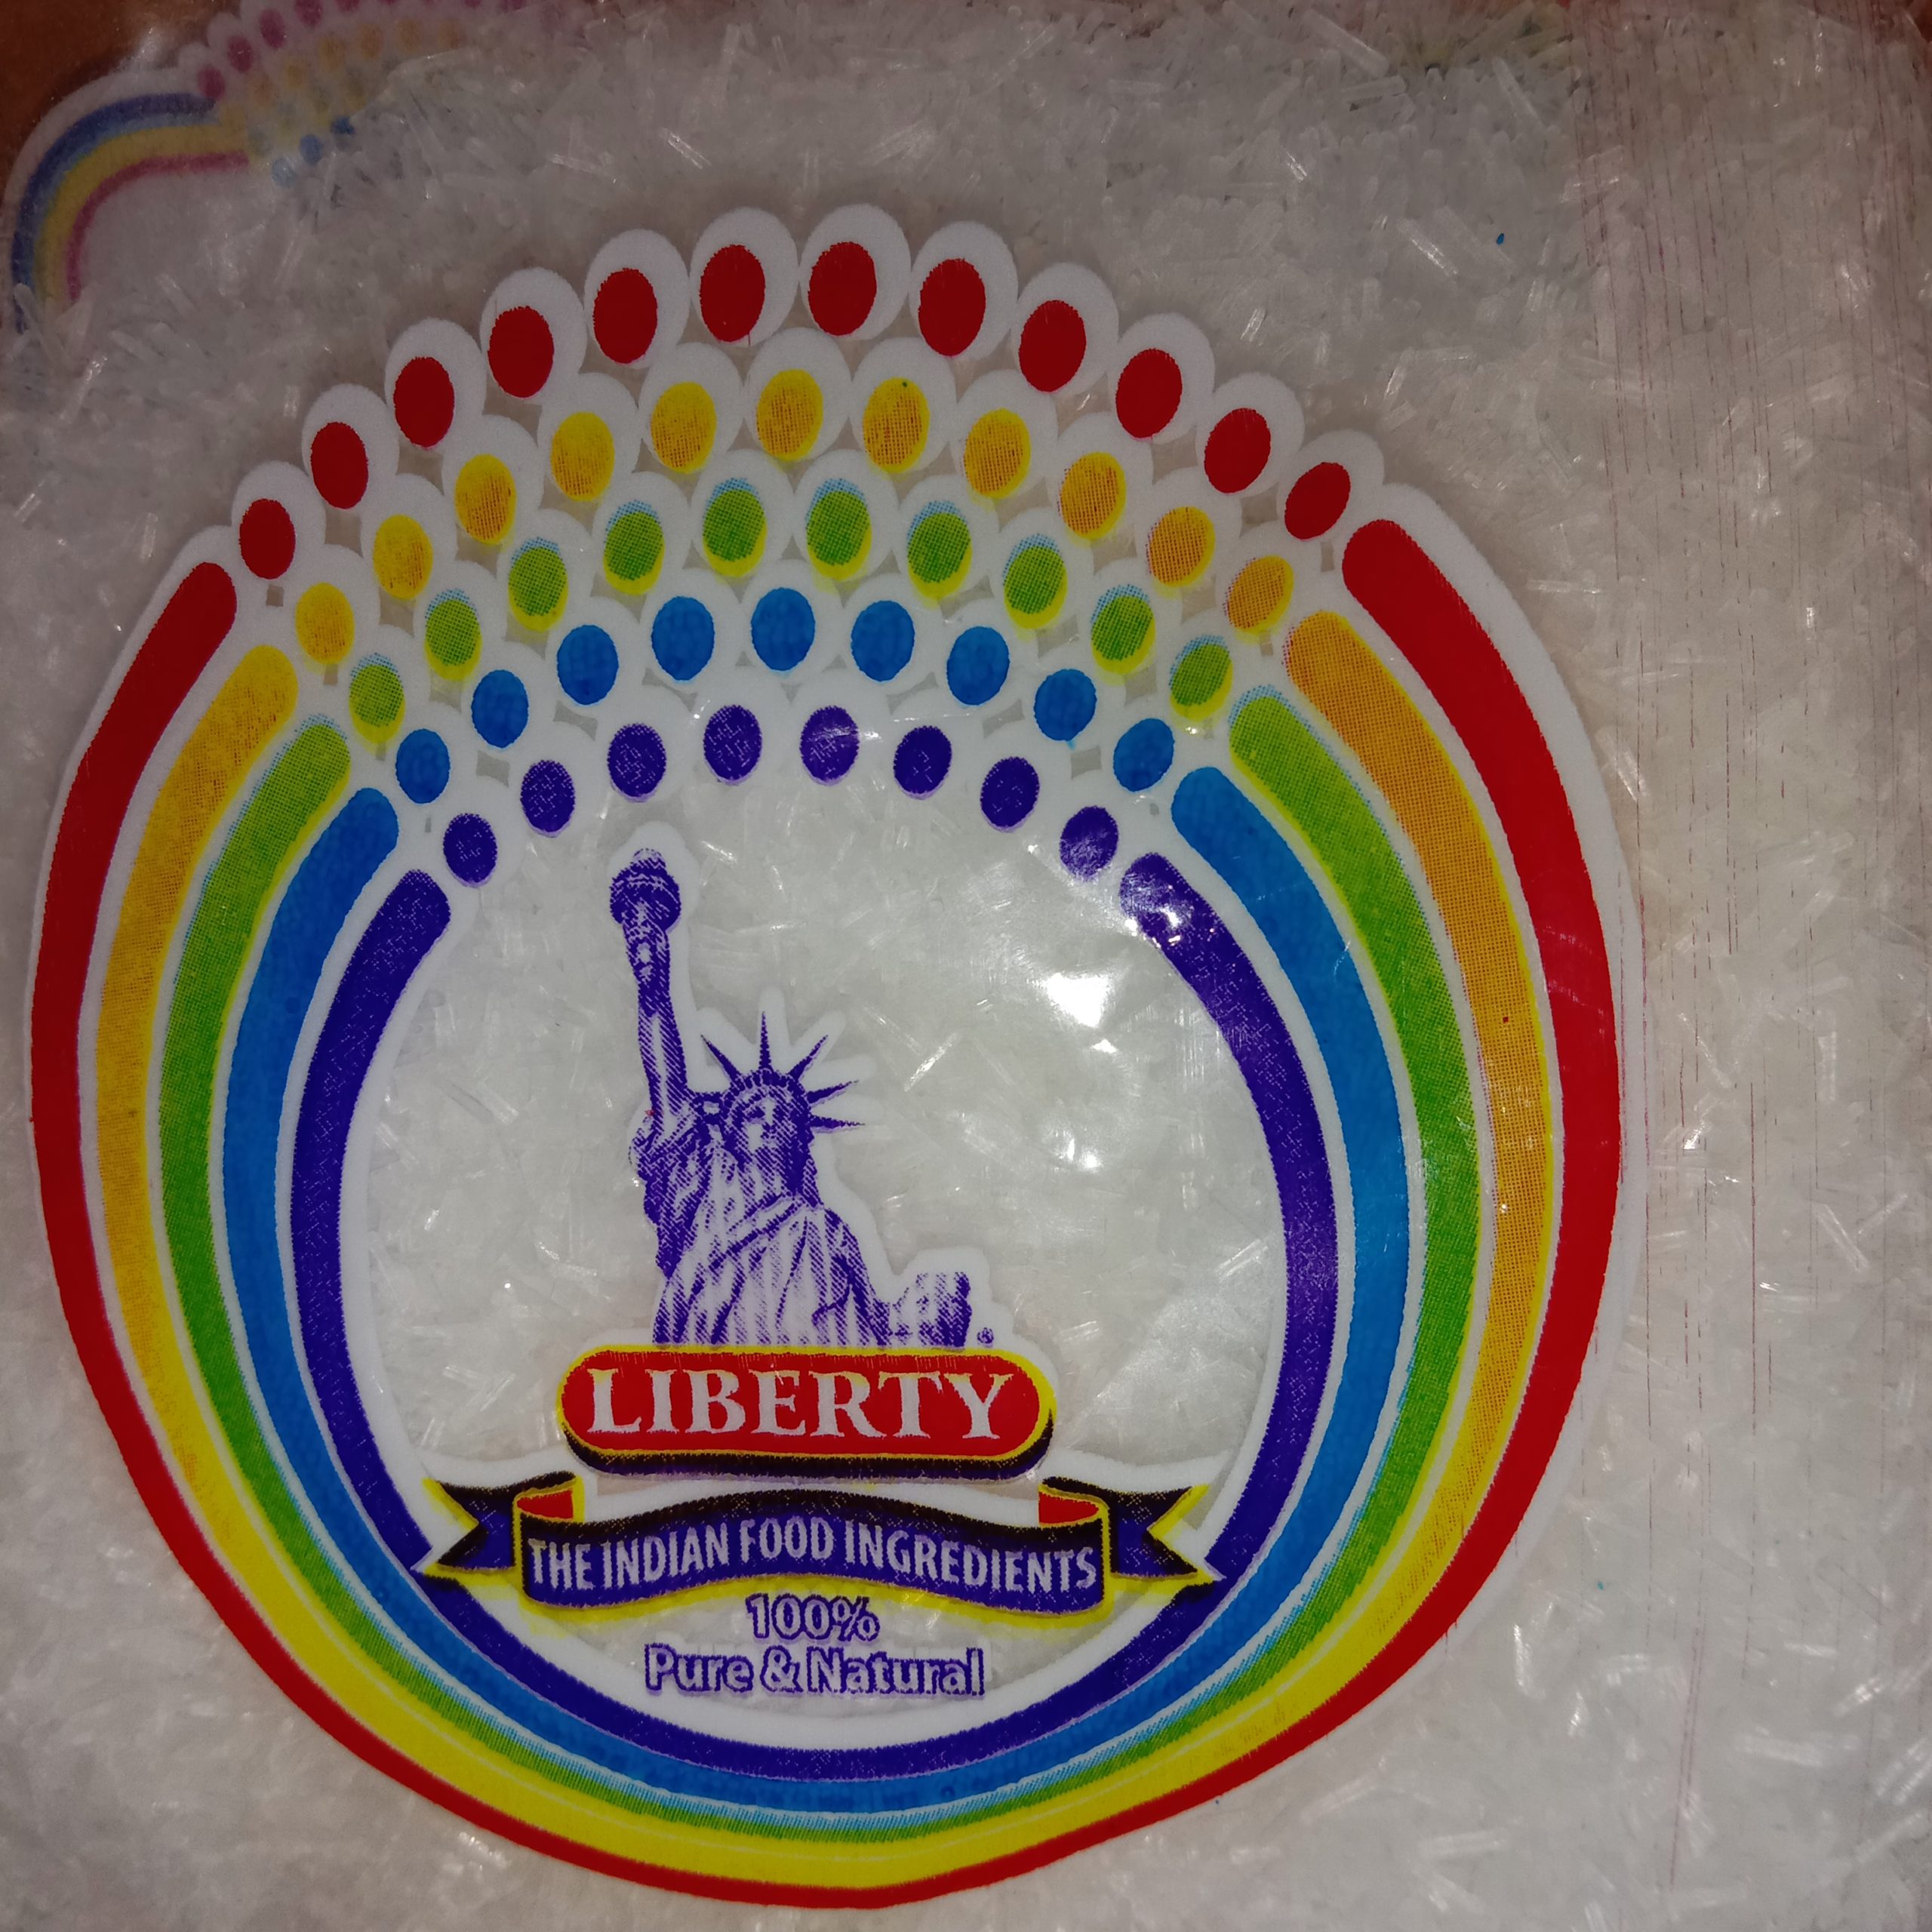 LIBERTY
THE INDIAN FOOD INGREDIENTS
100%
Pure & Natural